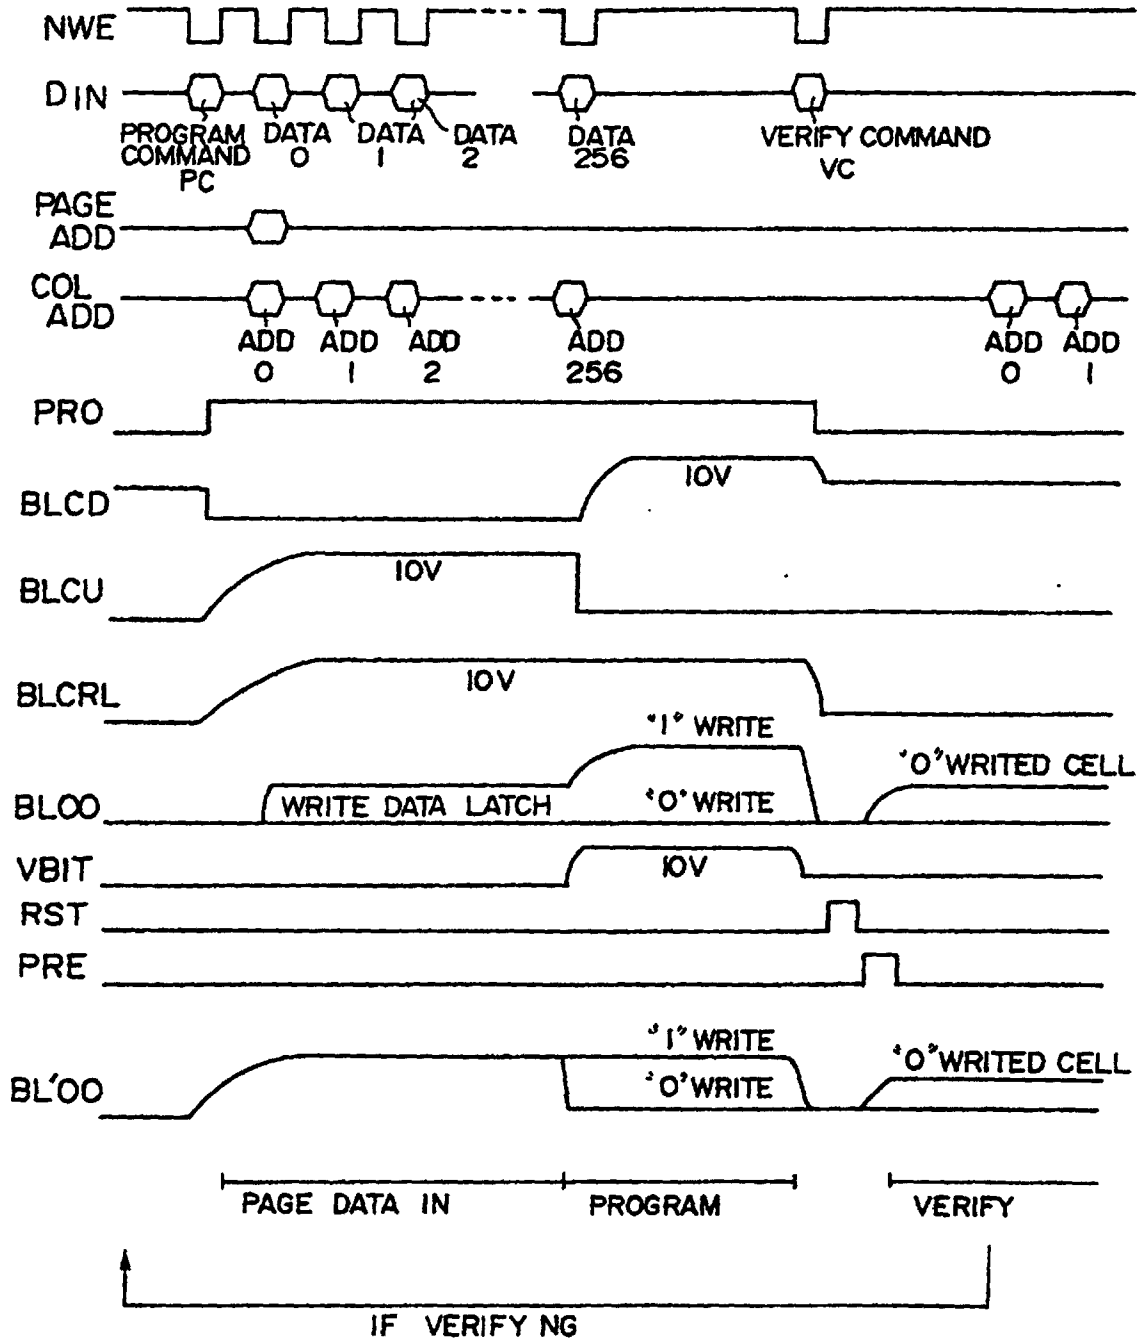 NWE
DIN
PROGRAM COMMAND PC
DATA 0
DATA 1
DATA 2
DATA 256
VERIFY COMMAND VC
PAGE ADD
COL ADD
ADD 0
ADD 1
ADD 2
ADD 256
ADD 0
ADD 1
PRO
BLCD
10V
BLCU
10V
BLCRL
10V
BL00
WRITE DATA LATCH
"1" WRITE
"0" WRITE
"0" WRITED CELL
VBIT
10V
RST
PRE
BL'00
"1" WRITE
"0" WRITE
"0" WRITED CELL
PAGE DATA IN
PROGRAM
VERIFY
IF VERIFY NG